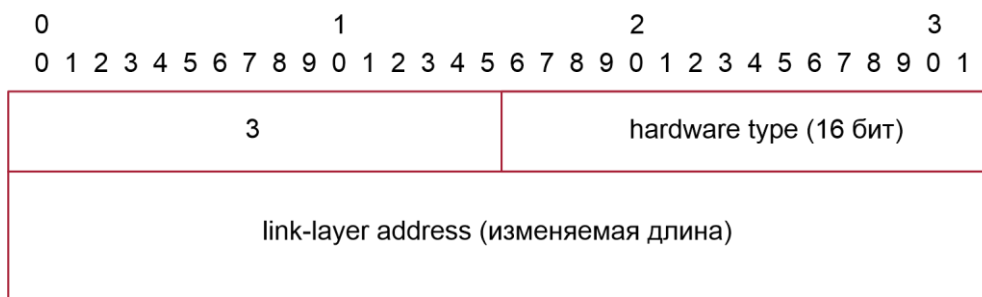 0 1 2 3
0 1 2 3 4 5 6 7 8 9 0 1 2 3 4 5 6 7 8 9 0 1 2 3 4 5 6 7 8 9 0 1
3 hardware type (16 бит)
link-layer address (изменяемая длина)